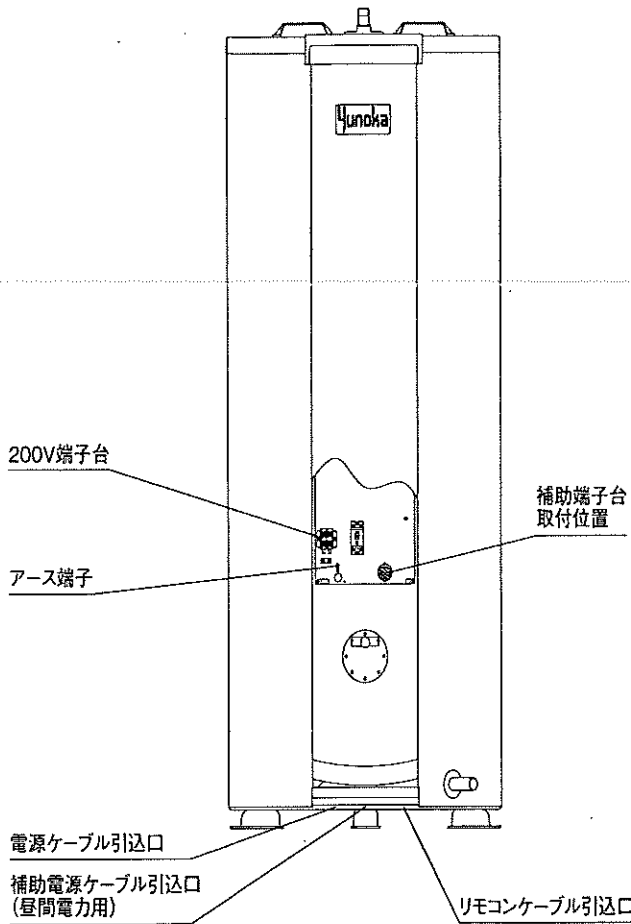 Yunoka
200V端子台
補助端子台
取付位置
アース端子
電源ケーブル引込口
補助電源ケーブル引込口
(昼間電力用)
リモコンケーブル引込口